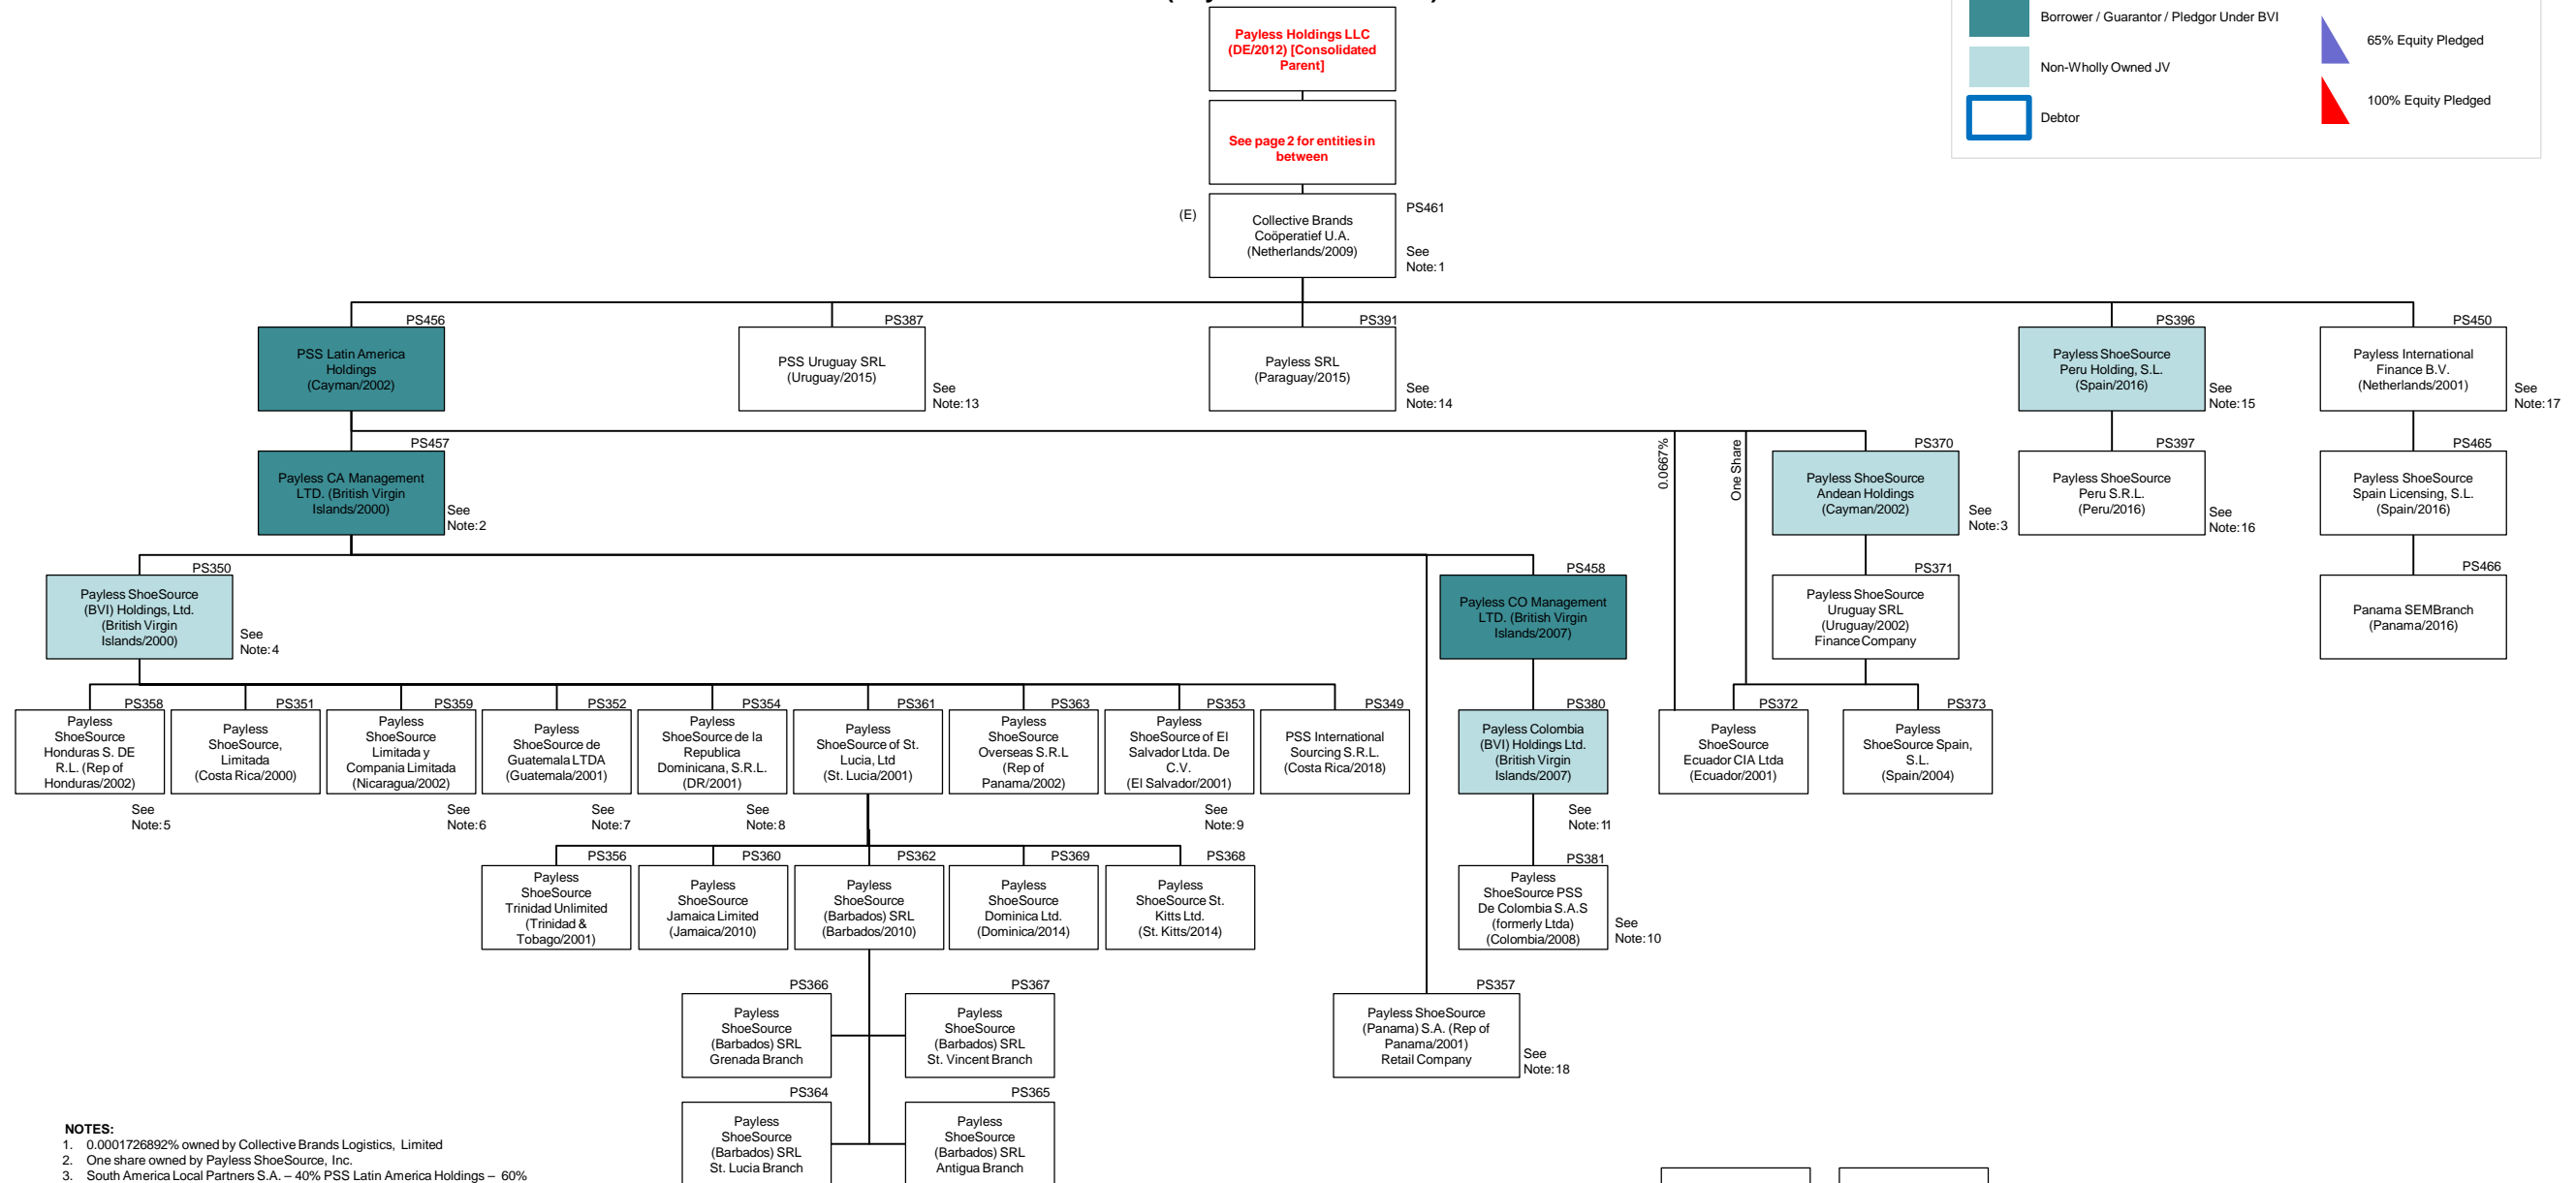 Borrower / Guarantor / Pledgor Under BVI
65% Equity Pledged
Non-Wholly Owned JV
100% Equity Pledged
Debtor
Payless Holdings LLC
(DE/2012) [Consolidated
Parent]
See page 2 for entities in
between
(E)
Collective Brands
Coöperatief U.A.
(Netherlands/2009)
PS461
See
Note: 1
PS456
PSS Latin America
Holdings
(Cayman/2002)
PS387
PSS Uruguay SRL
(Uruguay/2015)
See
Note: 13
PS391
Payless SRL
(Paraguay/2015)
See
Note: 14
PS396
Payless ShoeSource
Peru Holding, S.L.
(Spain/2016)
See
Note: 15
PS450
Payless International
Finance B.V.
(Netherlands/2001)
See
Note: 17
PS457
Payless CA Management
LTD. (British Virgin
Islands/2000)
See
Note: 2
0.0667%
One Share
PS370
Payless ShoeSource
Andean Holdings
(Cayman/2002)
See
Note: 3
PS397
Payless ShoeSource
Peru S.R.L.
(Peru/2016)
See
Note: 16
PS465
Payless ShoeSource
Spain Licensing, S.L.
(Spain/2016)
PS350
Payless ShoeSource
(BVI) Holdings, Ltd.
(British Virgin
Islands/2000)
See
Note: 4
PS458
Payless CO Management
LTD. (British Virgin
Islands/2007)
PS371
Payless ShoeSource
Uruguay SRL
(Uruguay/2002)
Finance Company
PS466
Panama SEMBranch
(Panama/2016)
PS358
Payless
ShoeSource
Honduras S. DE
R.L. (Rep of
Honduras/2002)
See
Note: 5
PS351
Payless
ShoeSource,
Limitada
(Costa Rica/2000)
PS359
Payless
ShoeSource
Limitada y
Compania Limitada
(Nicaragua/2002)
See
Note: 6
PS352
Payless
ShoeSource de
Guatemala LTDA
(Guatemala/2001)
See
Note: 7
PS354
Payless
ShoeSource de la
Republica
Dominicana, S.R.L.
(DR/2001)
See
Note: 8
PS361
Payless
ShoeSource of St.
Lucia, Ltd
(St. Lucia/2001)
PS363
Payless
ShoeSource
Overseas S.R.L
(Rep of
Panama/2002)
PS353
Payless
ShoeSource of El
Salvador Ltda. De
C.V.
(El Salvador/2001)
See
Note: 9
PS349
PSS International
Sourcing S.R.L.
(Costa Rica/2018)
PS380
Payless Colombia
(BVI) Holdings Ltd.
(British Virgin
Islands/2007)
See
Note: 11
PS372
Payless
ShoeSource
Ecuador CIA Ltda
(Ecuador/2001)
PS373
Payless
ShoeSource Spain,
S.L.
(Spain/2004)
PS356
Payless
ShoeSource
Trinidad Unlimited
(Trinidad &
Tobago/2001)
PS360
Payless
ShoeSource
Jamaica Limited
(Jamaica/2010)
PS362
Payless
ShoeSource
(Barbados) SRL
(Barbados/2010)
PS369
Payless
ShoeSource
Dominica Ltd.
(Dominica/2014)
PS368
Payless
ShoeSource St.
Kitts Ltd.
(St. Kitts/2014)
PS381
Payless
ShoeSource PSS
De Colombia S.A.S
(formerly Ltda)
(Colombia/2008)
See
Note: 10
PS366
Payless
ShoeSource
(Barbados) SRL
Grenada Branch
PS367
Payless
ShoeSource
(Barbados) SRL
St. Vincent Branch
PS357
Payless ShoeSource
(Panama) S.A. (Rep of
Panama/2001)
Retail Company
See
Note: 18
PS364
Payless
ShoeSource
(Barbados) SRL
St. Lucia Branch
PS365
Payless
ShoeSource
(Barbados) SRL
Antigua Branch
NOTES:
1. 0.0001726892% owned by Collective Brands Logistics, Limited
2. One share owned by Payless ShoeSource, Inc.
3. South America Local Partners S.A. – 40% PSS Latin America Holdings – 60%